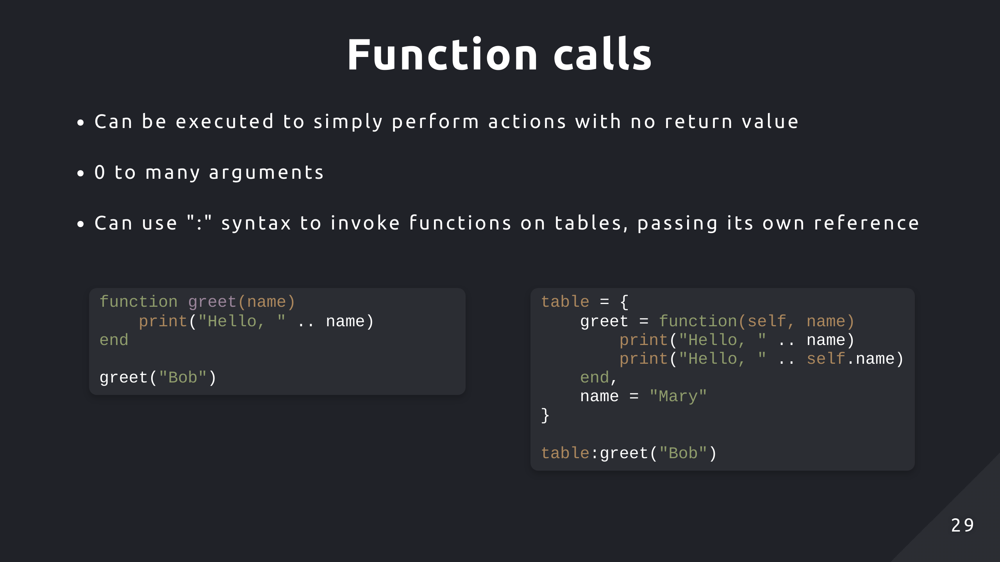 Function calls
• Can be executed to simply perform actions with no return value
• 0 to many arguments
• Can use ":" syntax to invoke functions on tables, passing its own reference
function greet(name)
    print("Hello, " .. name)
end

greet("Bob")
table = {
    greet = function(self, name)
        print("Hello, " .. name)
        print("Hello, " .. self.name)
    end,
    name = "Mary"
}

table:greet("Bob")
29